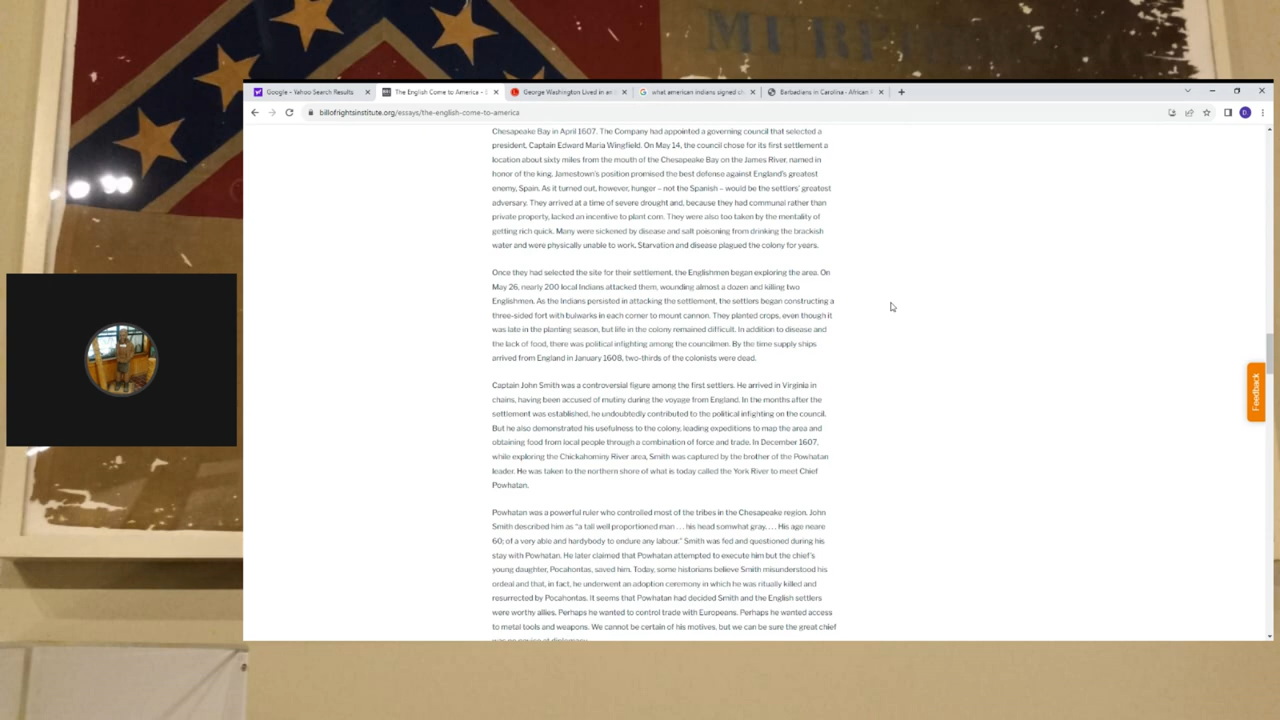 MUR
Google - Yahoo Search Results
The English Come to America - S
George Washington Lived in an
what american indians signed ch
Barbadians in Carolina - African P
billofrightsinstitute.org/essays/the-english-come-to-america
Chesapeake Bay in April 1607. The Company had appointed a governing council that selected a
president, Captain Edward Maria Wingfield. On May 14, the council chose for its first settlement a
location about sixty miles from the mouth of the Chesapeake Bay on the James River, named in
honor of the king. Jamestown's position promised the best defense against England's greatest
enemy, Spain. As it turned out, however, hunger – not the Spanish – would be the settlers' greatest
adversary. They arrived at a time of severe drought and, because they had communal rather than
private property, lacked an incentive to plant corn. They were also too taken by the mentality of
getting rich quick. Many were sickened by disease and salt poisoning from drinking the brackish
water and were physically unable to work. Starvation and disease plagued the colony for years.
Once they had selected the site for their settlement, the Englishmen began exploring the area. On
May 26, nearly 200 local Indians attacked them, wounding almost a dozen and killing two
Englishmen. As the Indians persisted in attacking the settlement, the settlers began constructing a
three-sided fort with bulwarks in each corner to mount cannon. They planted crops, even though it
was late in the planting season, but life in the colony remained difficult. In addition to disease and
the lack of food, there was political infighting among the councilmen. By the time supply ships
arrived from England in January 1608, two-thirds of the colonists were dead.
Captain John Smith was a controversial figure among the first settlers. He arrived in Virginia in
chains, having been accused of mutiny during the voyage from England. In the months after the
settlement was established, he undoubtedly contributed to the political infighting on the council.
But he also demonstrated his usefulness to the colony, leading expeditions to map the area and
obtaining food from local people through a combination of force and trade. In December 1607,
while exploring the Chickahominy River area, Smith was captured by the brother of the Powhatan
leader. He was taken to the northern shore of what is today called the York River to meet Chief
Powhatan.
Powhatan was a powerful ruler who controlled most of the tribes in the Chesapeake region. John
Smith described him as "a tall well proportioned man . . . his head somwhat gray. . . . His age neare
60; of a very able and hardybody to endure any labour." Smith was fed and questioned during his
stay with Powhatan. He later claimed that Powhatan attempted to execute him but the chief's
young daughter, Pocahontas, saved him. Today, some historians believe Smith misunderstood his
ordeal and that, in fact, he underwent an adoption ceremony in which he was ritually killed and
resurrected by Pocahontas. It seems that Powhatan had decided Smith and the English settlers
were worthy allies. Perhaps he wanted to control trade with Europeans. Perhaps he wanted access
to metal tools and weapons. We cannot be certain of his motives, but we can be sure the great chief
was no novice at diplomacy.
D
Feedback